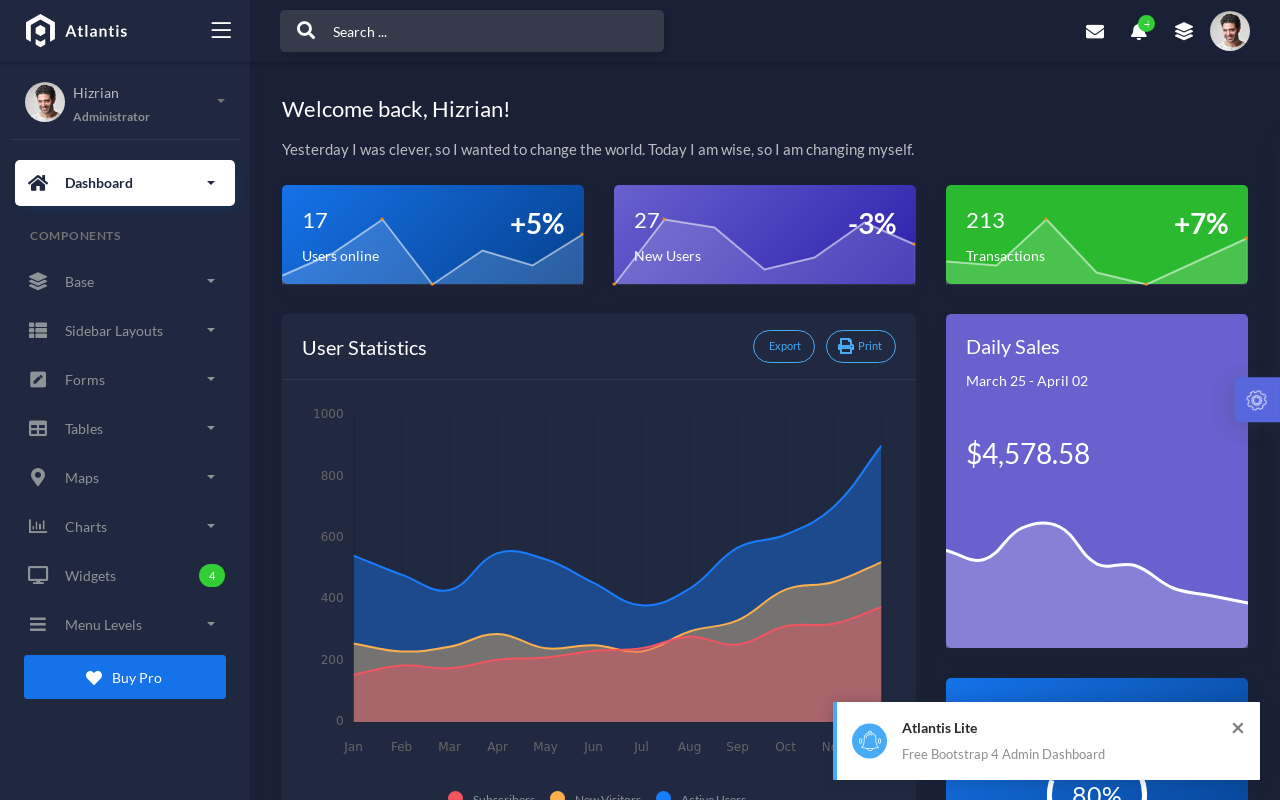 Atlantis
Search ...
4
Hizrian
Administrator
Dashboard
COMPONENTS
Base
Sidebar Layouts
Forms
Tables
Maps
Charts
Widgets
4
Menu Levels
Buy Pro
Welcome back, Hizrian!
Yesterday I was clever, so I wanted to change the world. Today I am wise, so I am changing myself.
17
+5%
Users online
27
-3%
New Users
213
+7%
Transactions
User Statistics
Export
Print
1000
800
600
400
200
0
Jan Feb Mar Apr May Jun Jul Aug Sep Oct
Subscribers New Visitors Active Users
Daily Sales
March 25 - April 02
$4,578.58
80%
Atlantis Lite
Free Bootstrap 4 Admin Dashboard